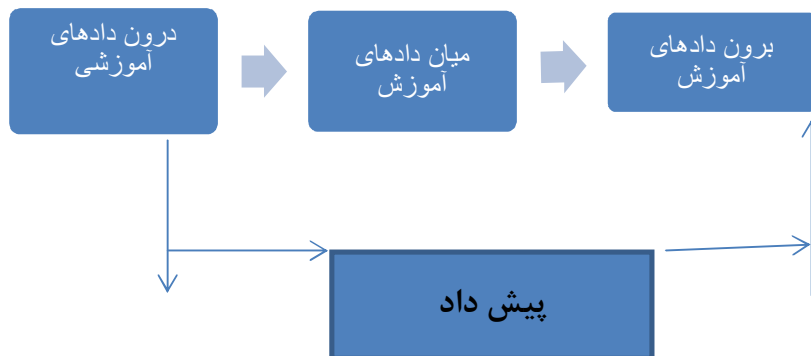 درون دادهای
آموزشی
میان دادهای
آموزش
برون دادهای
آموزش
پیش داد